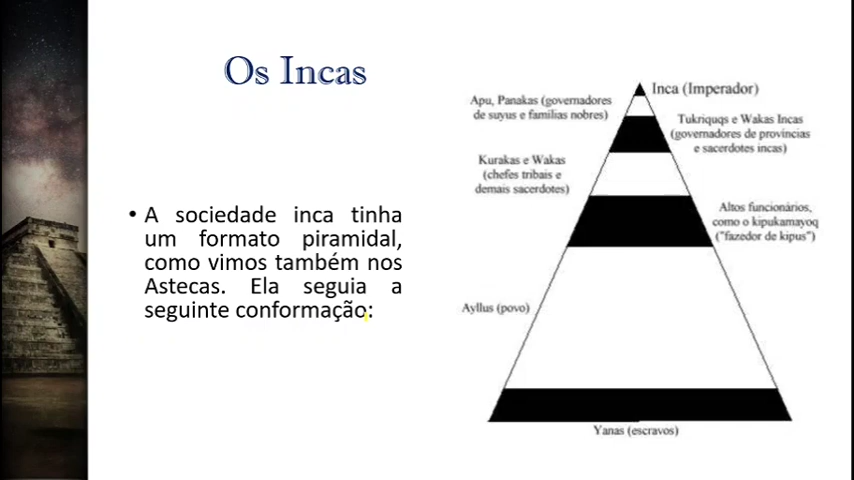 Os Incas
• A sociedade inca tinha
um formato piramidal,
como vimos também nos
Astecas. Ela seguia a
seguinte conformação:
Inca (Imperador)
Apu, Panakas (governadores
de suyus e famílias nobres)
Tukriquqs e Wakas Incas
(governadores de províncias
e sacerdotes incas)
Kurakas e Wakas
(chefes tribais e
demais sacerdotes)
Altos funcionários,
como o kipukamayoq
("fazedor de kipus")
Ayllus (povo)
Yanas (escravos)